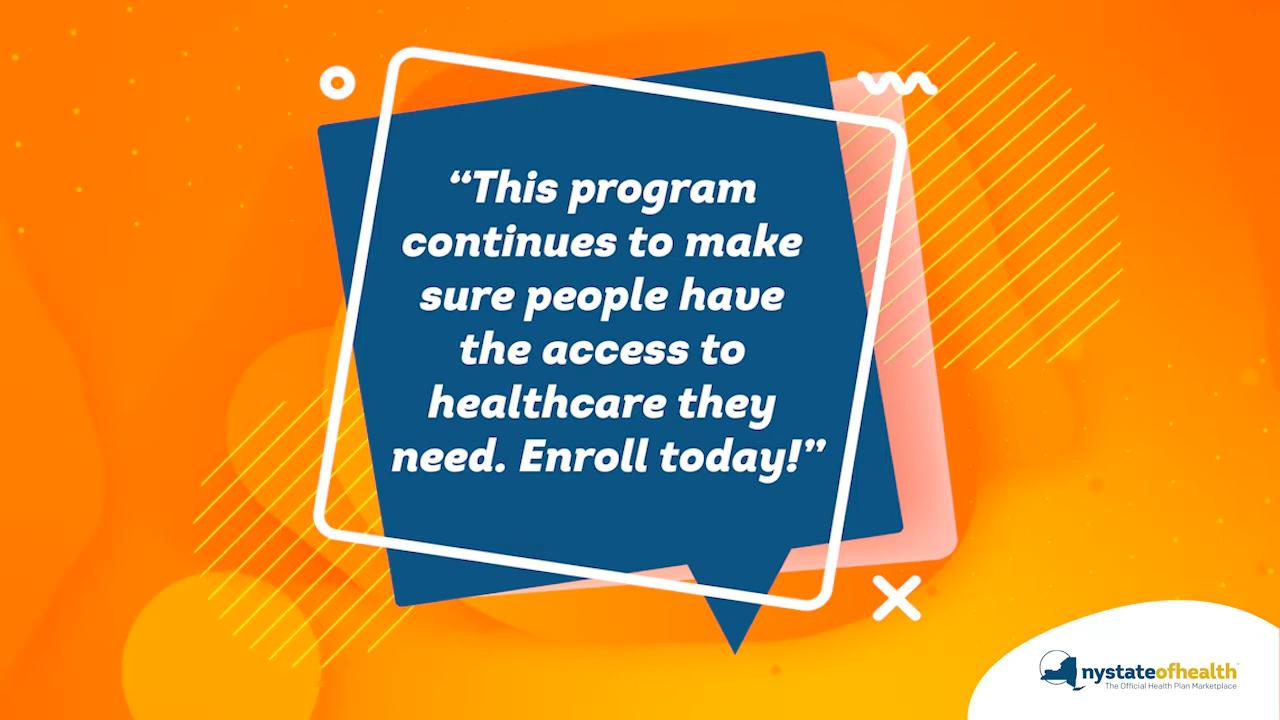 “This program
continues to make
sure people have
the access to
healthcare they
need. Enroll today!”
nystateofhealth™
The Official Health Plan Marketplace